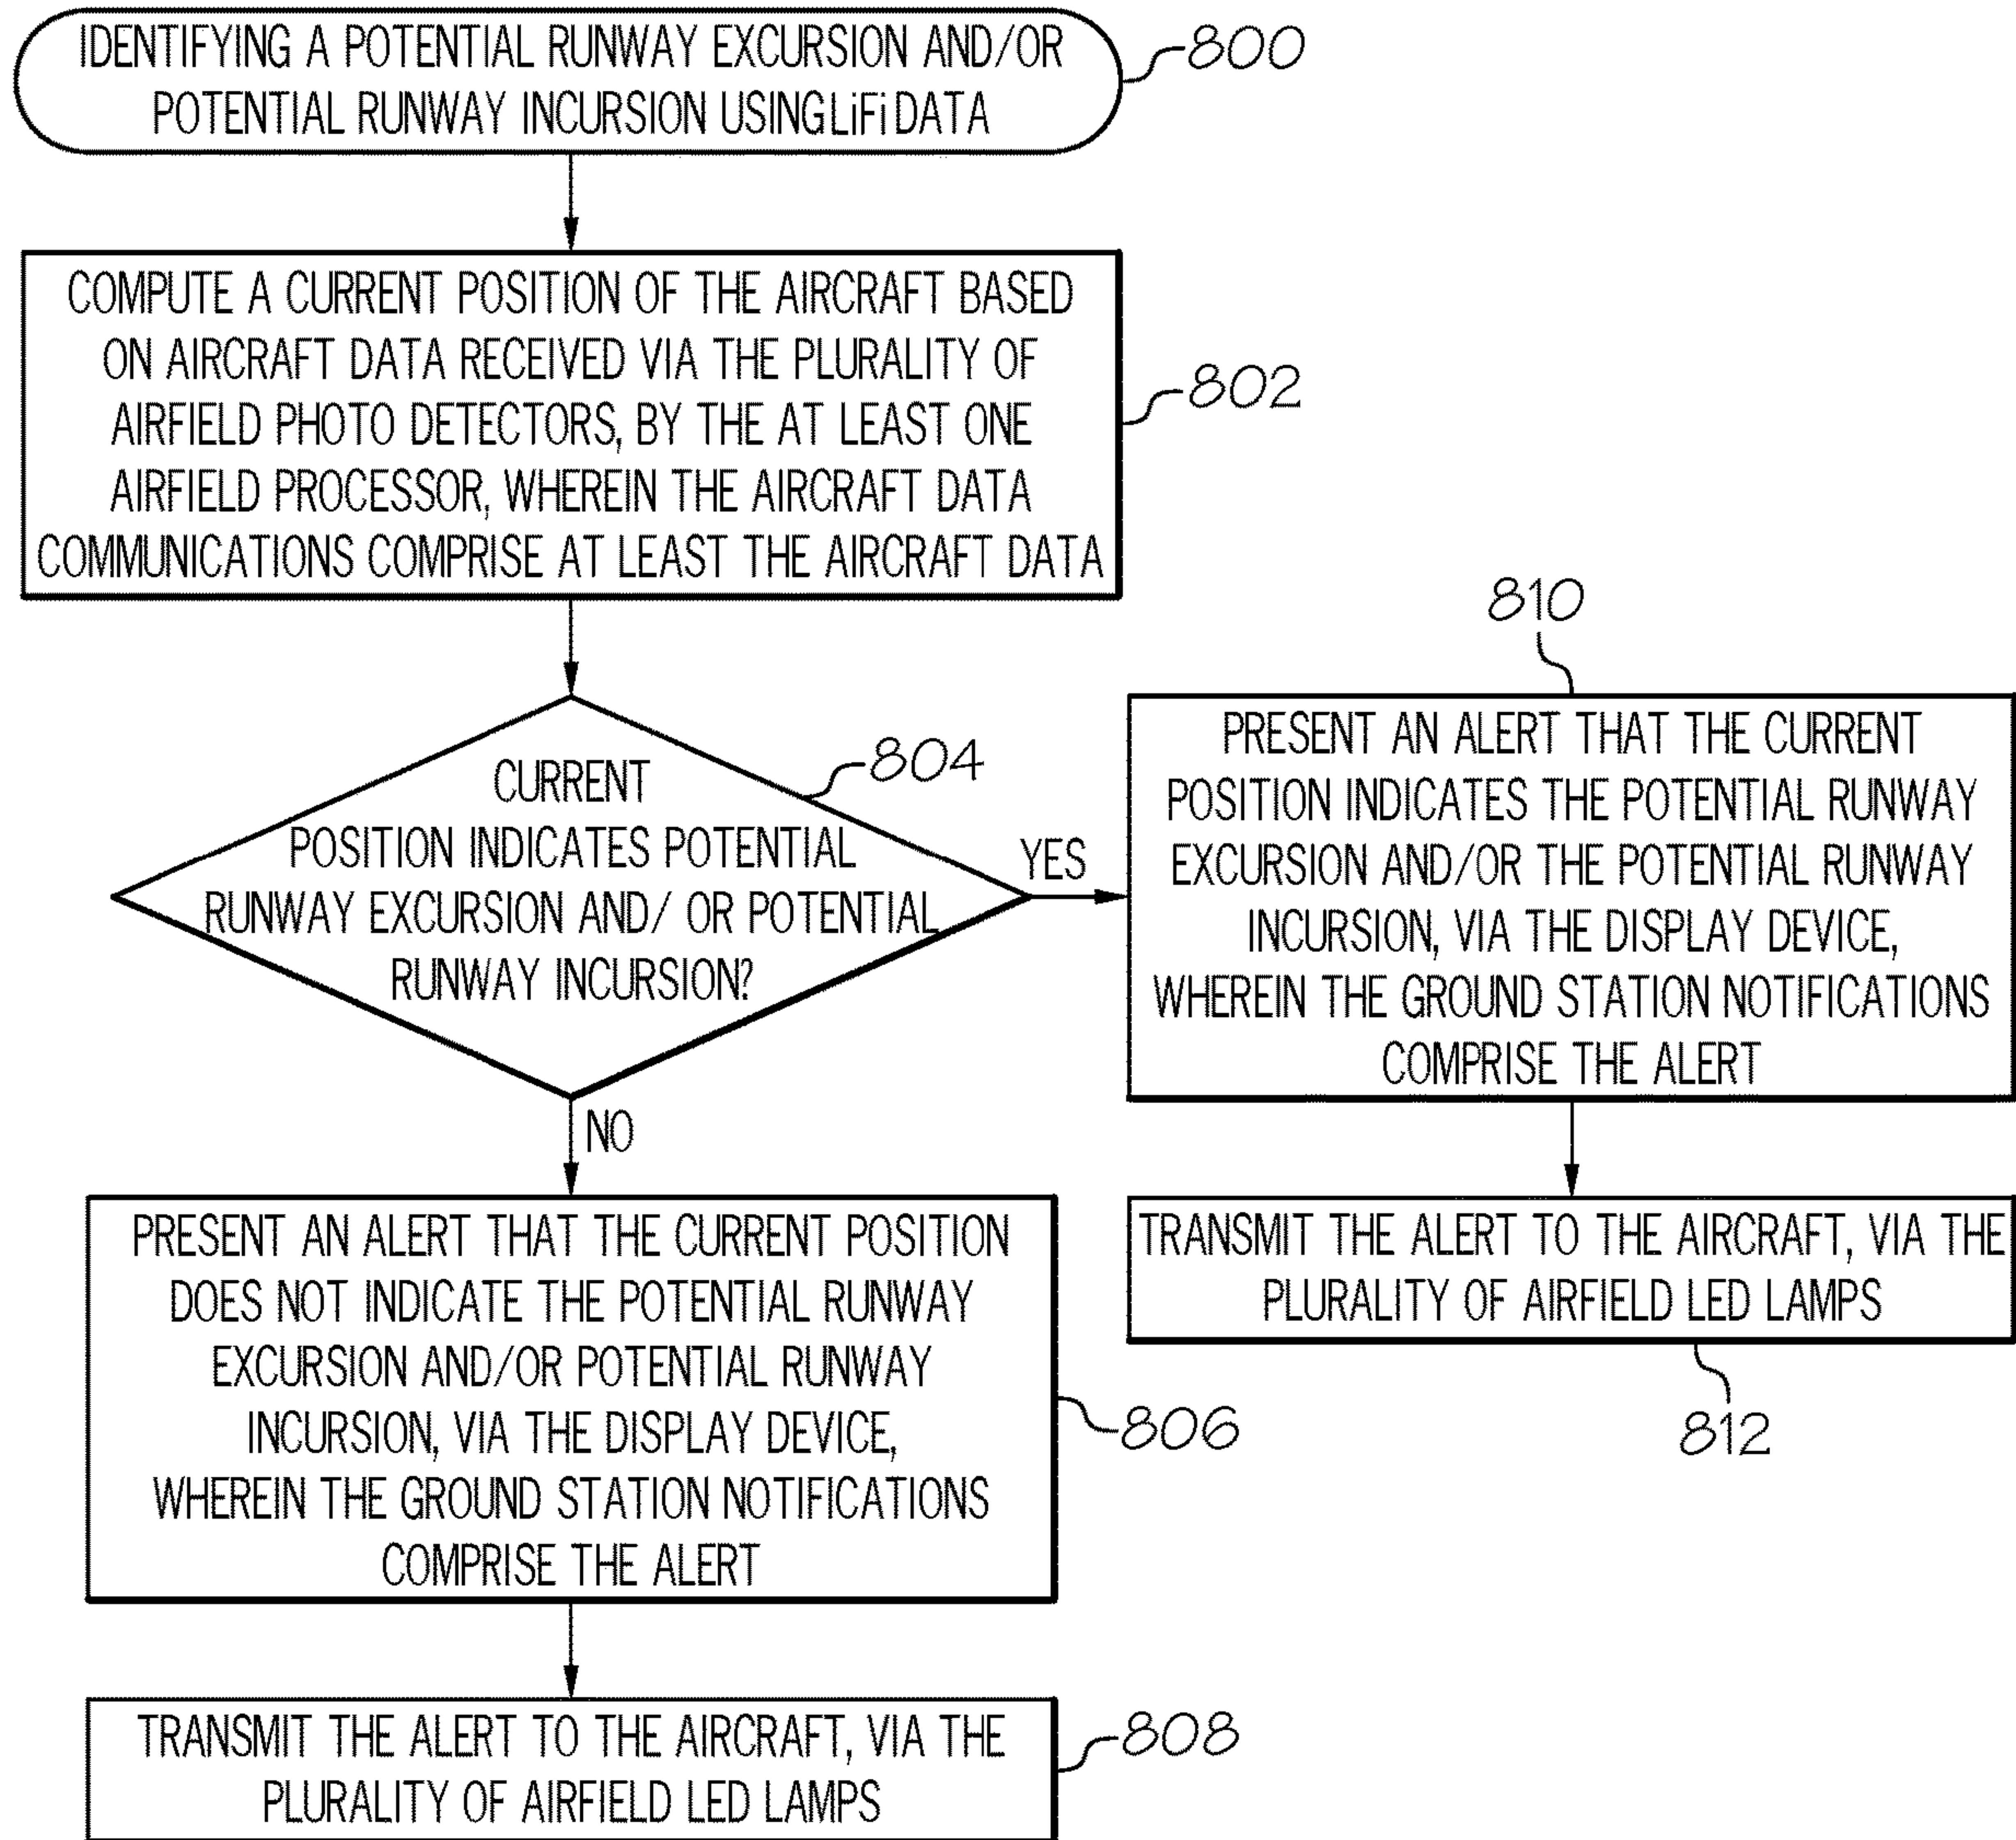 IDENTIFYING A POTENTIAL RUNWAY EXCURSION AND/OR
POTENTIAL RUNWAY INCURSION USING LiFi DATA
800
COMPUTE A CURRENT POSITION OF THE AIRCRAFT BASED
ON AIRCRAFT DATA RECEIVED VIA THE PLURALITY OF
AIRFIELD PHOTO DETECTORS, BY THE AT LEAST ONE
AIRFIELD PROCESSOR, WHEREIN THE AIRCRAFT DATA
COMMUNICATIONS COMPRISE AT LEAST THE AIRCRAFT DATA
802
CURRENT
POSITION INDICATES POTENTIAL
RUNWAY EXCURSION AND/ OR POTENTIAL
RUNWAY INCURSION?
804
YES
NO
810
PRESENT AN ALERT THAT THE CURRENT
POSITION INDICATES THE POTENTIAL RUNWAY
EXCURSION AND/OR THE POTENTIAL RUNWAY
INCURSION, VIA THE DISPLAY DEVICE,
WHEREIN THE GROUND STATION NOTIFICATIONS
COMPRISE THE ALERT
TRANSMIT THE ALERT TO THE AIRCRAFT, VIA THE
PLURALITY OF AIRFIELD LED LAMPS
812
PRESENT AN ALERT THAT THE CURRENT POSITION
DOES NOT INDICATE THE POTENTIAL RUNWAY
EXCURSION AND/OR POTENTIAL RUNWAY
INCURSION, VIA THE DISPLAY DEVICE,
WHEREIN THE GROUND STATION NOTIFICATIONS
COMPRISE THE ALERT
806
TRANSMIT THE ALERT TO THE AIRCRAFT, VIA THE
PLURALITY OF AIRFIELD LED LAMPS
808